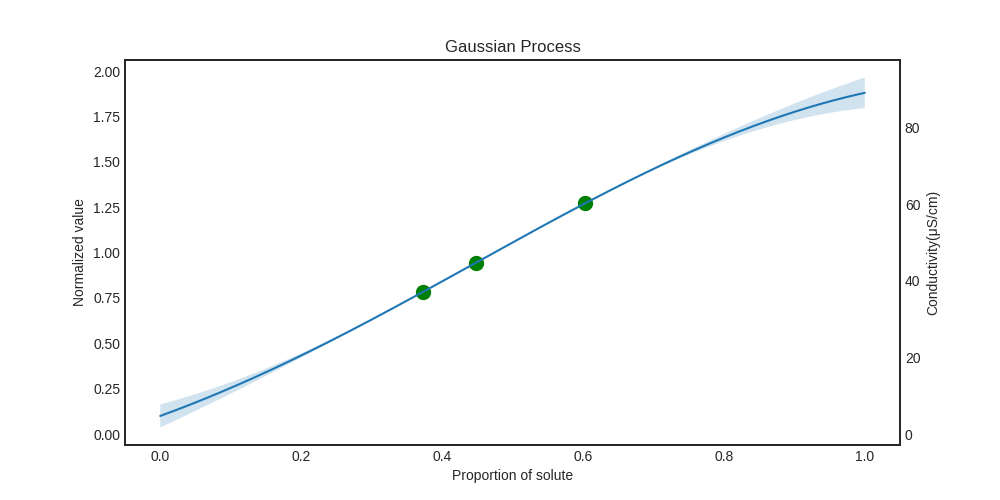 Gaussian Process
Normalized value
2.00
1.75
1.50
1.25
1.00
0.75
0.50
0.25
0.00
80
60
40
20
0
Conductivity(μS/cm)
0.0 0.2 0.4 0.6 0.8 1.0
Proportion of solute